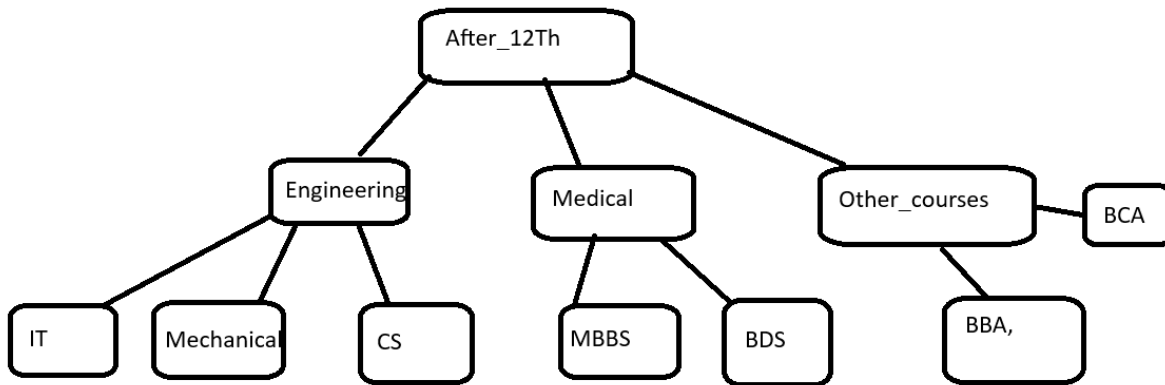 After_12Th
Engineering
Medical
Other_courses
BCA
IT
Mechanical
CS
MBBS
BDS
BBA,